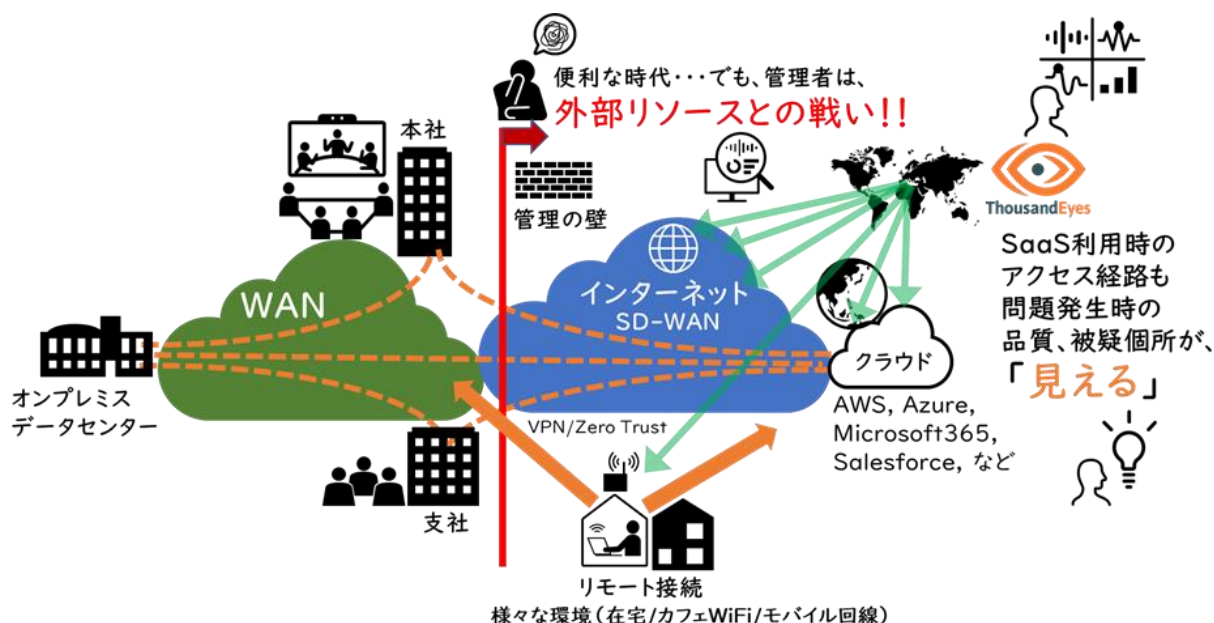 便利な時代・・・でも、管理者は、
外部リソースとの戦い!!
本社
管理の壁
ThousandEyes
SaaS利用時の
アクセス経路も
問題発生時の
品質、被疑個所が、
「見える」
WAN
インターネット
SD-WAN
クラウド
オンプレミス
データセンター
AWS, Azure,
Microsoft365,
Salesforce, など
VPN/Zero Trust
支社
リモート接続
様々な環境(在宅/カフェWiFi/モバイル回線)